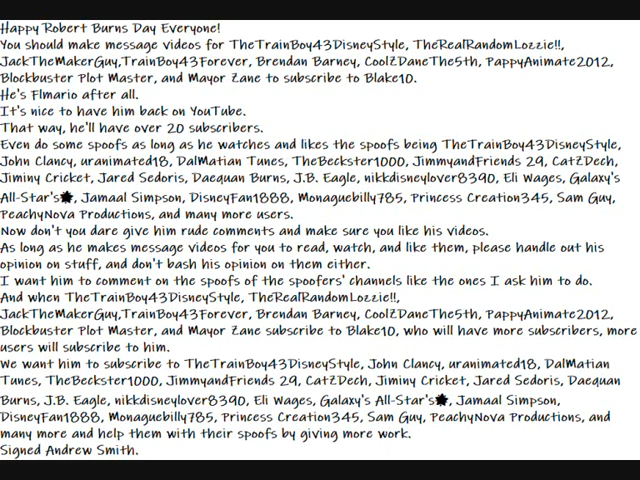 Happy Robert Burns Day Everyone!
You should make message videos for TheTrainBoy43DisneyStyle, TheRealRandomLozzie!!,
JackTheMakerGuy,TrainBoy43Forever, Brendan Barney, CoolZDaneThe5th, PappyAnimate2012,
Blockbuster Plot Master, and Mayor Zane to subscribe to Blake10.
He's Flmario after all.
It's nice to have him back on YouTube.
That way, he'll have over 20 subscribers.
Even do some spoofs as long as he watches and likes the spoofs being TheTrainBoy43DisneyStyle,
John Clancy, uranimated18, DalMatian Tunes, TheBeckster1000, JimmyandFriends 29, CatZDech,
Jiminy Cricket, Jared Sedoris, Daequan Burns, J.B. Eagle, nikkdisneylover8390, Eli Wages, Galaxy's
All-Star's✸, Jamaal Simpson, DisneyFan1888, Monaguebilly785, Princess Creation345, Sam Guy,
PeachyNova Productions, and many more users.
Now don't you dare give him rude comments and make sure you like his videos.
As long as he makes message videos for you to read, watch, and like them, please handle out his
opinion on stuff, and don't bash his opinion on them either.
I want him to comment on the spoofs of the spoofers' channels like the ones I ask him to do.
And when TheTrainBoy43DisneyStyle, TheRealRandomLozzie!!,
JackTheMakerGuy,TrainBoy43Forever, Brendan Barney, CoolZDaneThe5th, PappyAnimate2012,
Blockbuster Plot Master, and Mayor Zane subscribe to Blake10, who will have more subscribers, more
users will subscribe to him.
We want him to subscribe to TheTrainBoy43DisneyStyle, John Clancy, uranimated18, DalMatian
Tunes, TheBeckster1000, JimmyandFriends 29, CatZDech, Jiminy Cricket, Jared Sedoris, Daequan
Burns, J.B. Eagle, nikkdisneylover8390, Eli Wages, Galaxy's All-Star's✸, Jamaal Simpson,
DisneyFan1888, Monaguebilly785, Princess Creation345, Sam Guy, PeachyNova Productions, and
many more and help them with their spoofs by giving more work.
Signed Andrew Smith.